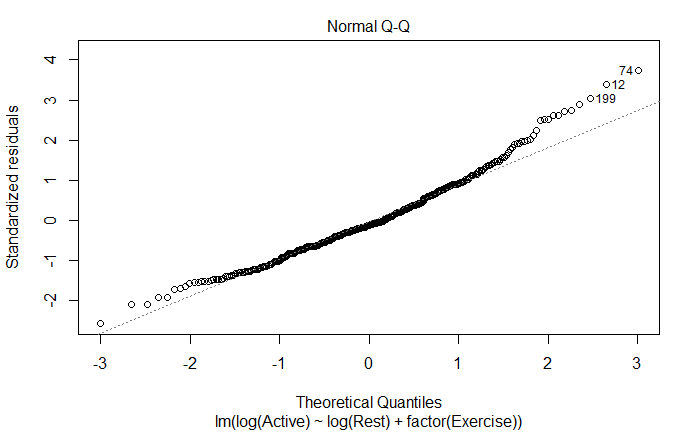 Normal Q-Q
Standardized residuals
4
3
2
1
0
-1
-2
74
12
199
-3 -2 -1 0 1 2 3
Theoretical Quantiles
lm(log(Active) ~ log(Rest) + factor(Exercise))